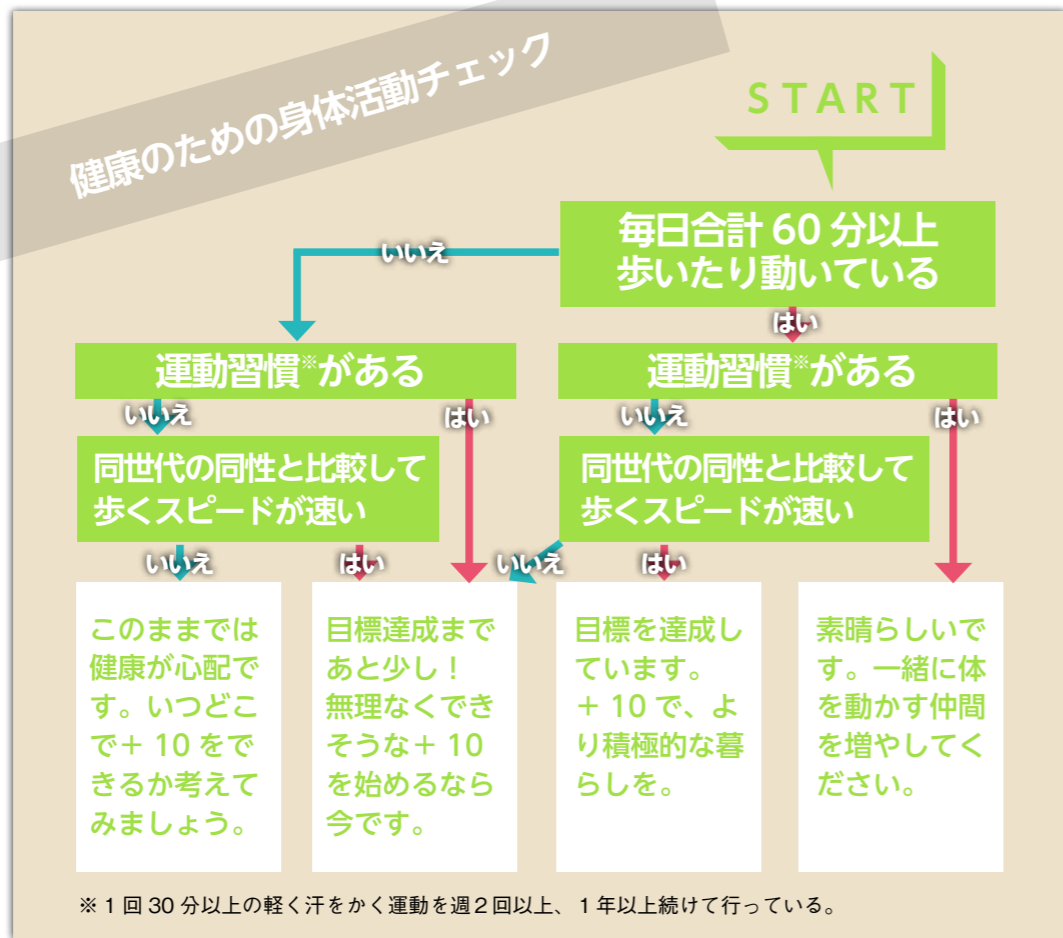 健康のための身体活動チェック
START
毎日合計 60 分以上
歩いたり動いている
いいえ
はい
運動習慣※がある
運動習慣※がある
いいえ
はい
いいえ
はい
同世代の同性と比較して
歩くスピードが速い
同世代の同性と比較して
歩くスピードが速い
いいえ
はい
いいえ
はい
このままでは
健康が心配で
す。いつどこ
で＋ 10 をで
きるか考えて
みましょう。
目標達成まで
あと少し！
無理なくでき
そうな＋ 10
を始めるなら
今です。
目標を達成し
ています。
＋ 10 で、よ
り積極的な暮
らしを。
素晴らしいで
す。一緒に体
を動かす仲間
を増やしてく
ださい。
※ 1 回 30 分以上の軽く汗をかく運動を週２回以上、１年以上続けて行っている。